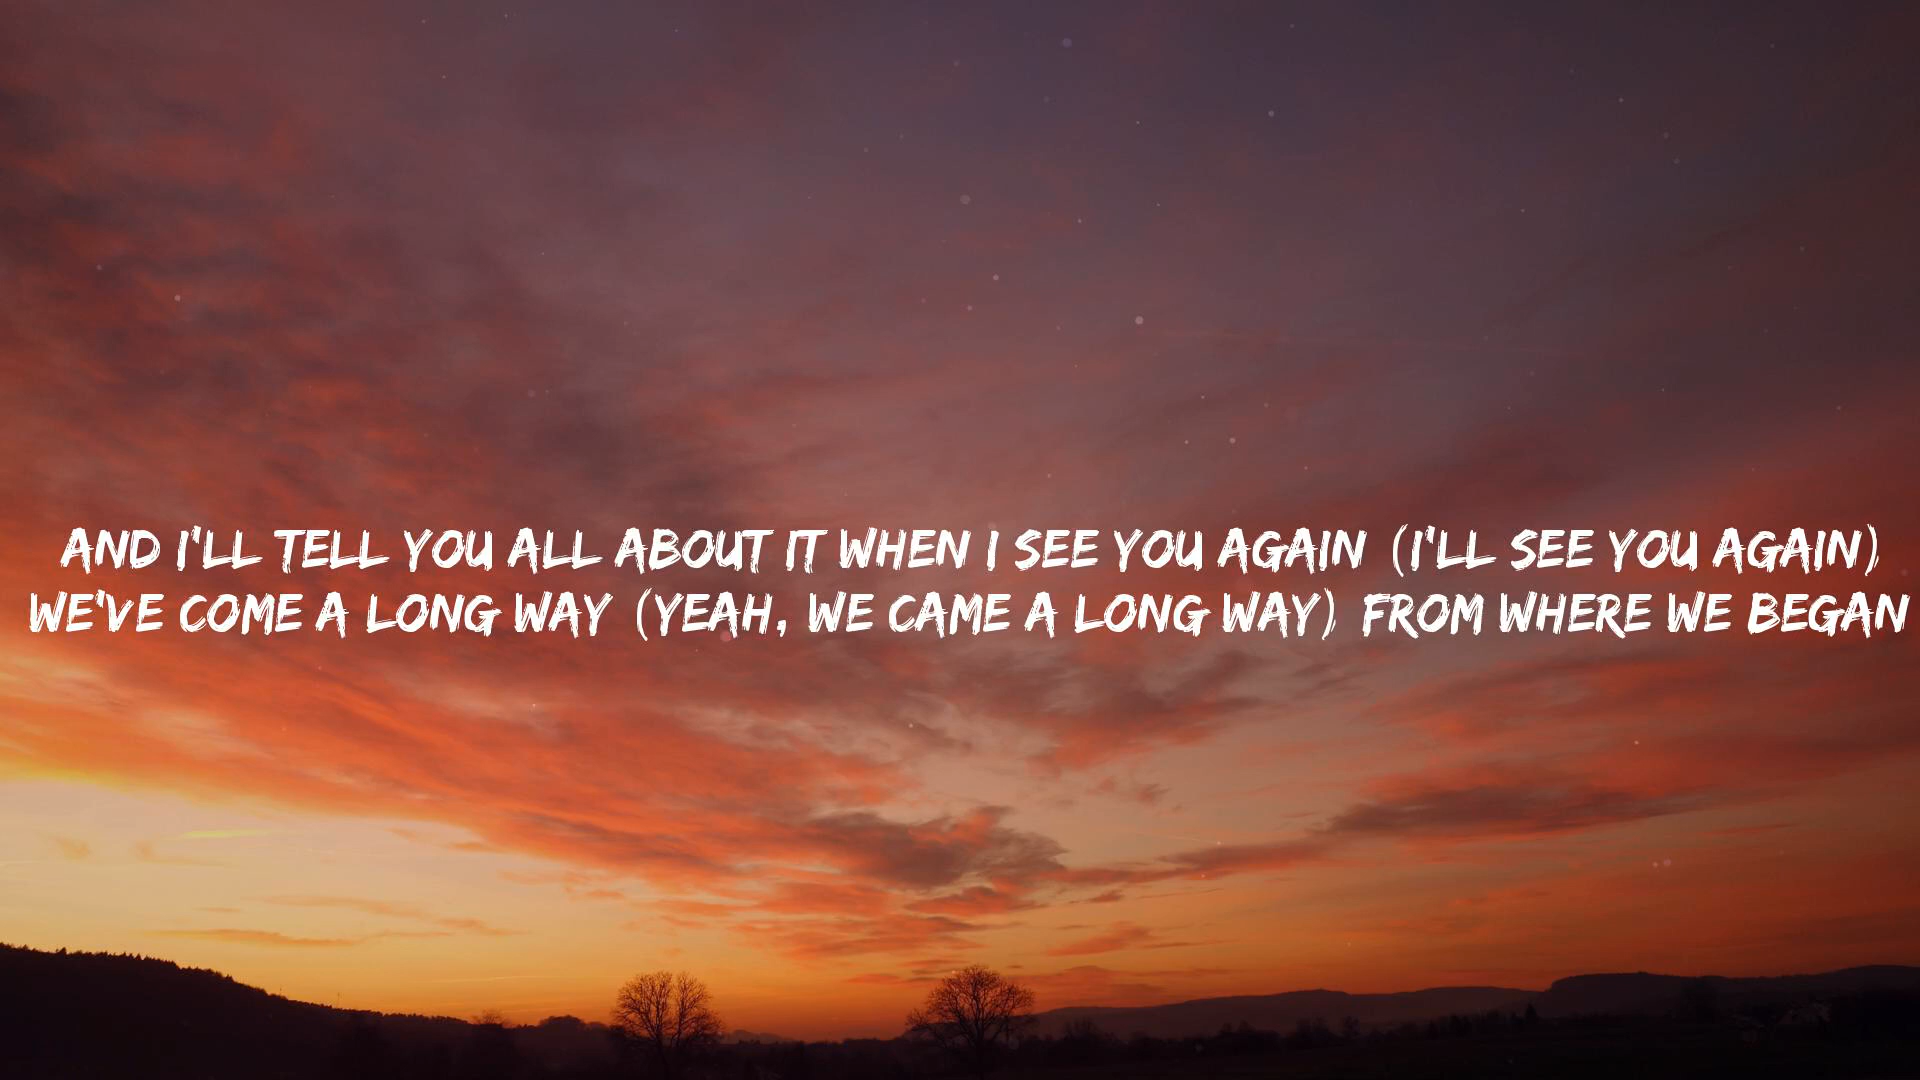 AND I'LL TELL YOU ALL ABOUT IT WHEN I SEE YOU AGAIN (I'LL SEE YOU AGAIN)
WE'VE COME A LONG WAY (YEAH, WE CAME A LONG WAY) FROM WHERE WE BEGAN